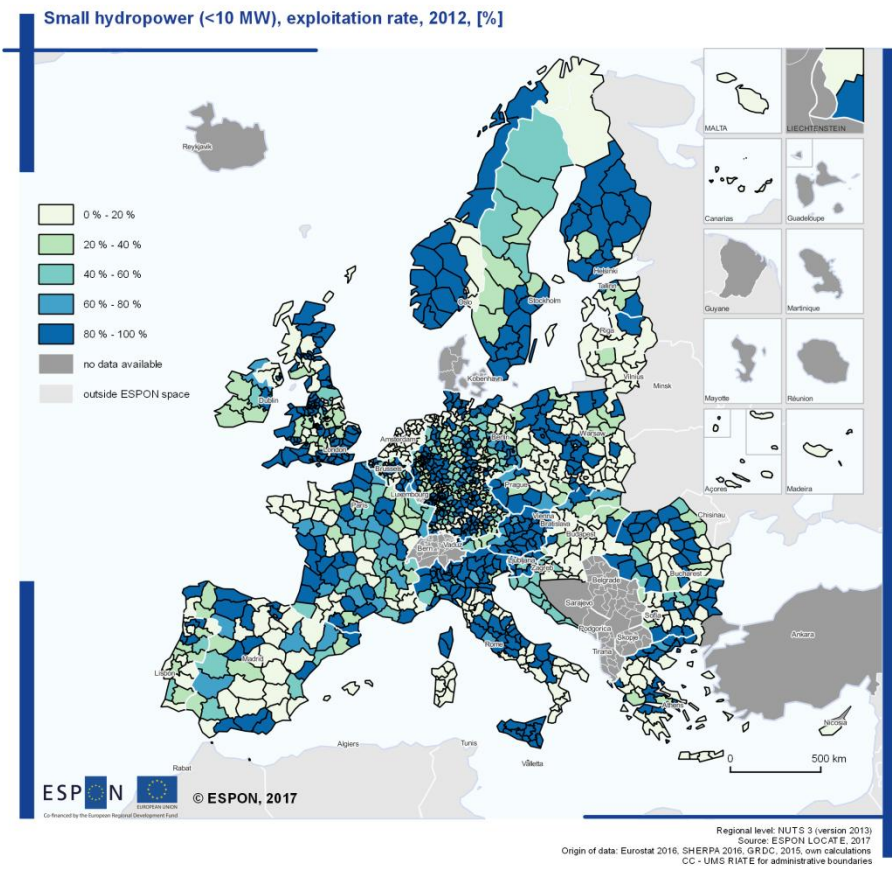 Small hydropower (<10 MW), exploitation rate, 2012, [%]
MALTA
LIECHTENSTEIN
Reykjavik
Canarias
Guadeloupe
0 % - 20 %
20 % - 40 %
40 % - 60 %
60 % - 80 %
80 % - 100 %
no data available
outside ESPON space
Helsinki
Tallinn
Oslo
Stockholm
Guyane
Martinique
Riga
Vilnius
Minsk
København
Dublin
Mayotte
Réunion
Amsterdam
Berlin
Warsaw
London
Brussels
Luxembourg
Prague
Açores
Madeira
Paris
Vienna
Bratislava
Chisinau
Budapest
Bern
Vaduz
Ljubljana
Zagreb
Belgrade
Bucharest
Sarajevo
Sofia
Podgorica
Skopje
Tirana
Rome
Ankara
Madrid
Lisbon
Athens
Nicosia
Algiers
Tunis
Rabat
Valletta
0 500 km
ESPON
EUROPEAN UNION
Co-financed by the European Regional Development Fund
© ESPON, 2017
Regional level: NUTS 3 (version 2013)
Source: ESPON LOCATE, 2017
Origin of data: Eurostat 2016, SHERPA 2016, GRDC, 2015, own calculations
CC - UMS RIATE for administrative boundaries